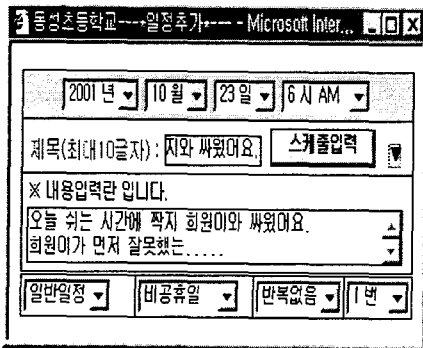 동성초등학교---→일정추가←---- - Microsoft Inter...
2001 년 10 월 23 일 6 시 AM
제목(최대10글자) : 지와 싸웠어요. 스케줄입력
※ 내용입력란 입니다.
오늘 쉬는 시간에 짝지 희원이와 싸웠어요.
희원이가 먼저 잘못했는.....
일반일정 비공휴일 반복없음 1 번